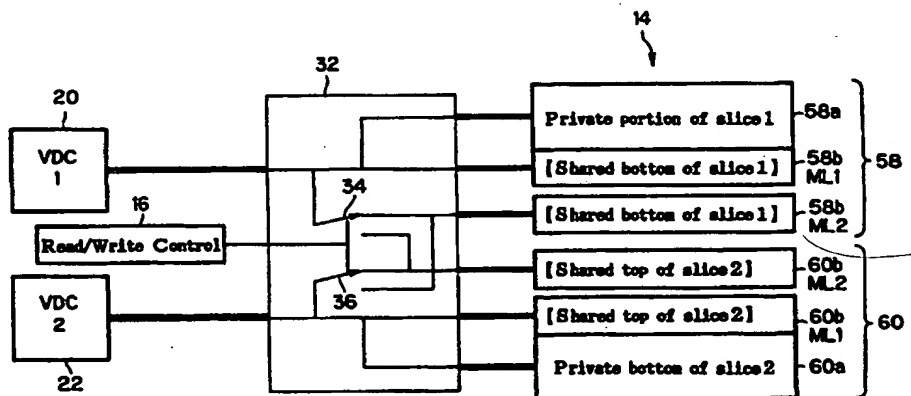 14
32
20
VDC
1
Private portion of slice1
58a
[Shared bottom of slice1]
58b
ML1
58
34
16
Read/Write Control
[Shared bottom of slice1]
58b
ML2
[Shared top of slice2]
60b
ML2
36
VDC
2
22
[Shared top of slice2]
60b
ML1
60
Private bottom of slice2
60a